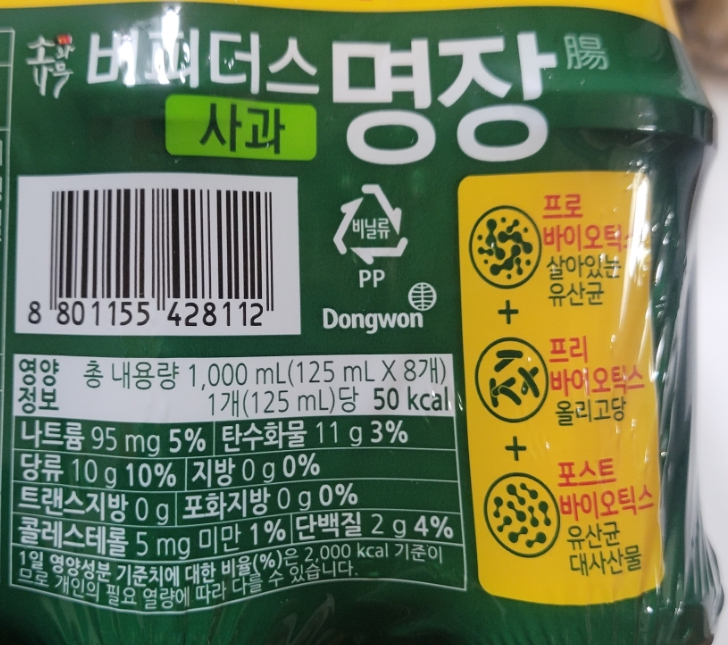 소화가무
비피더스 명장 腸
사과
8 801155 428112
비닐류
PP
Dongwon
영양정보
총 내용량 1,000 mL(125 mL X 8개)
1개(125 mL)당 50 kcal
나트륨 95 mg 5% 탄수화물 11 g 3%
당류 10 g 10% 지방 0 g 0%
트랜스지방 0 g 포화지방 0 g 0%
콜레스테롤 5 mg 미만 1% 단백질 2 g 4%
1일 영양성분 기준치에 대한 비율(%)은 2,000 kcal 기준이
므로 개인의 필요 열량에 따라 다를 수 있습니다.
프로
바이오틱스
살아있는
유산균
+
프리
바이오틱스
올리고당
+
포스트
바이오틱스
유산균
대사산물